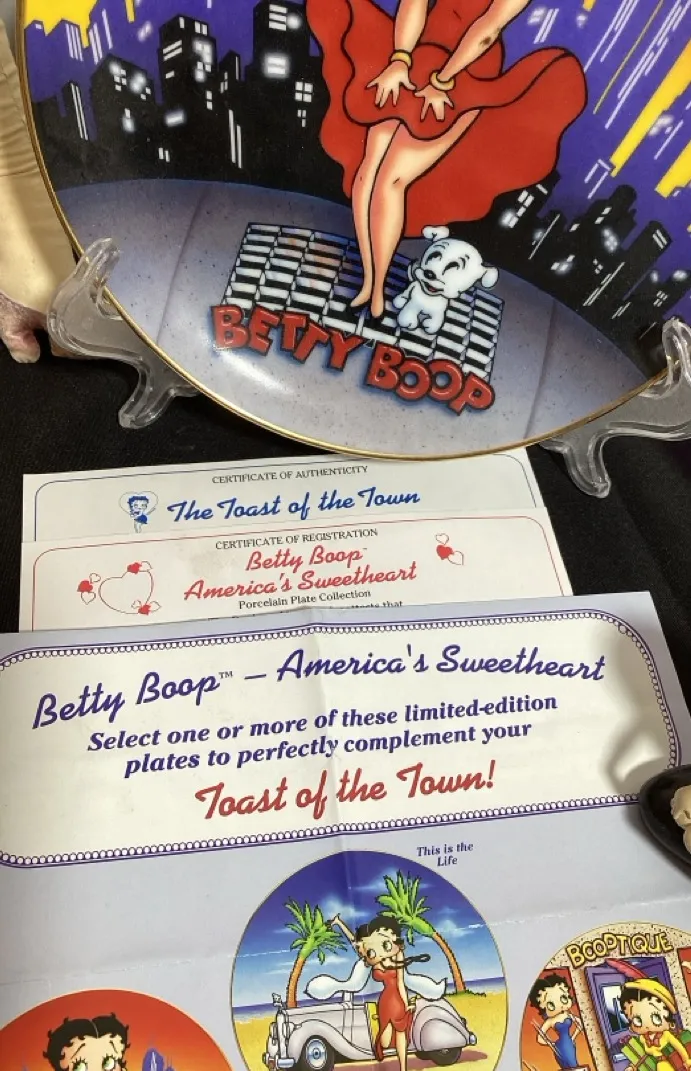 BETTY BOOP
CERTIFICATE OF AUTHENTICITY
The Toast of the Town
CERTIFICATE OF REGISTRATION
Betty Boop™
America's Sweetheart
Porcelain Plate Collection
that
Betty Boop™ – America's Sweetheart
Select one or more of these limited-edition
plates to perfectly complement your
Toast of the Town!
This is the
Life
BOOPTIQUE